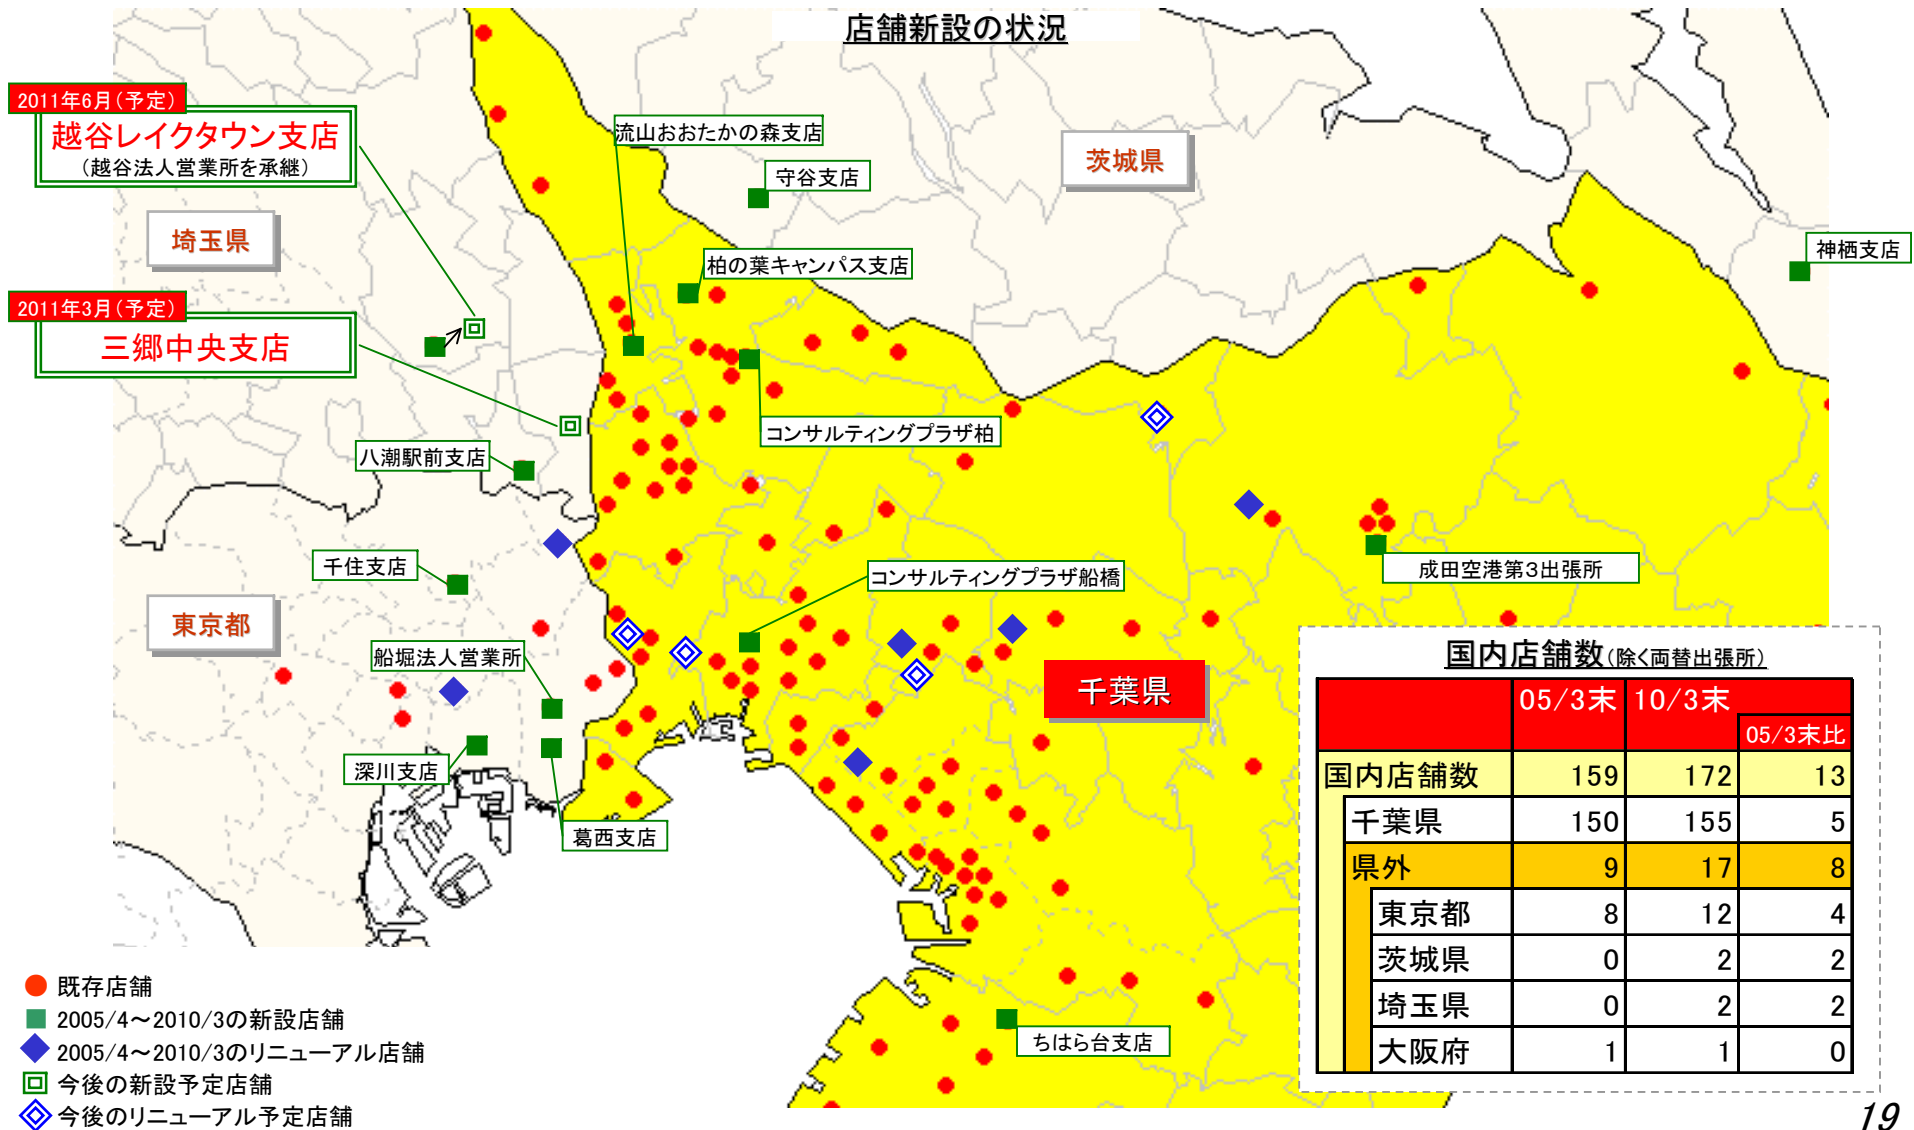 店舗新設の状況
2011年6月(予定)
越谷レイクタウン支店
(越谷法人営業所を承継)
流山おおたかの森支店
守谷支店
茨城県
埼玉県
神栖支店
柏の葉キャンパス支店
2011年3月(予定)
三郷中央支店
コンサルティングプラザ柏
八潮駅前支店
千住支店
コンサルティングプラザ船橋
成田空港第3出張所
東京都
船堀法人営業所
千葉県
深川支店
葛西支店
ちはら台支店
国内店舗数(除く両替出張所)
05/3末 10/3末
05/3末比
国内店舗数 159 172 13
千葉県 150 155 5
県外 9 17 8
東京都 8 12 4
茨城県 0 2 2
埼玉県 0 2 2
大阪府 1 1 0
既存店舗
2005/4～2010/3の新設店舗
2005/4～2010/3のリニューアル店舗
今後の新設予定店舗
今後のリニューアル予定店舗
19